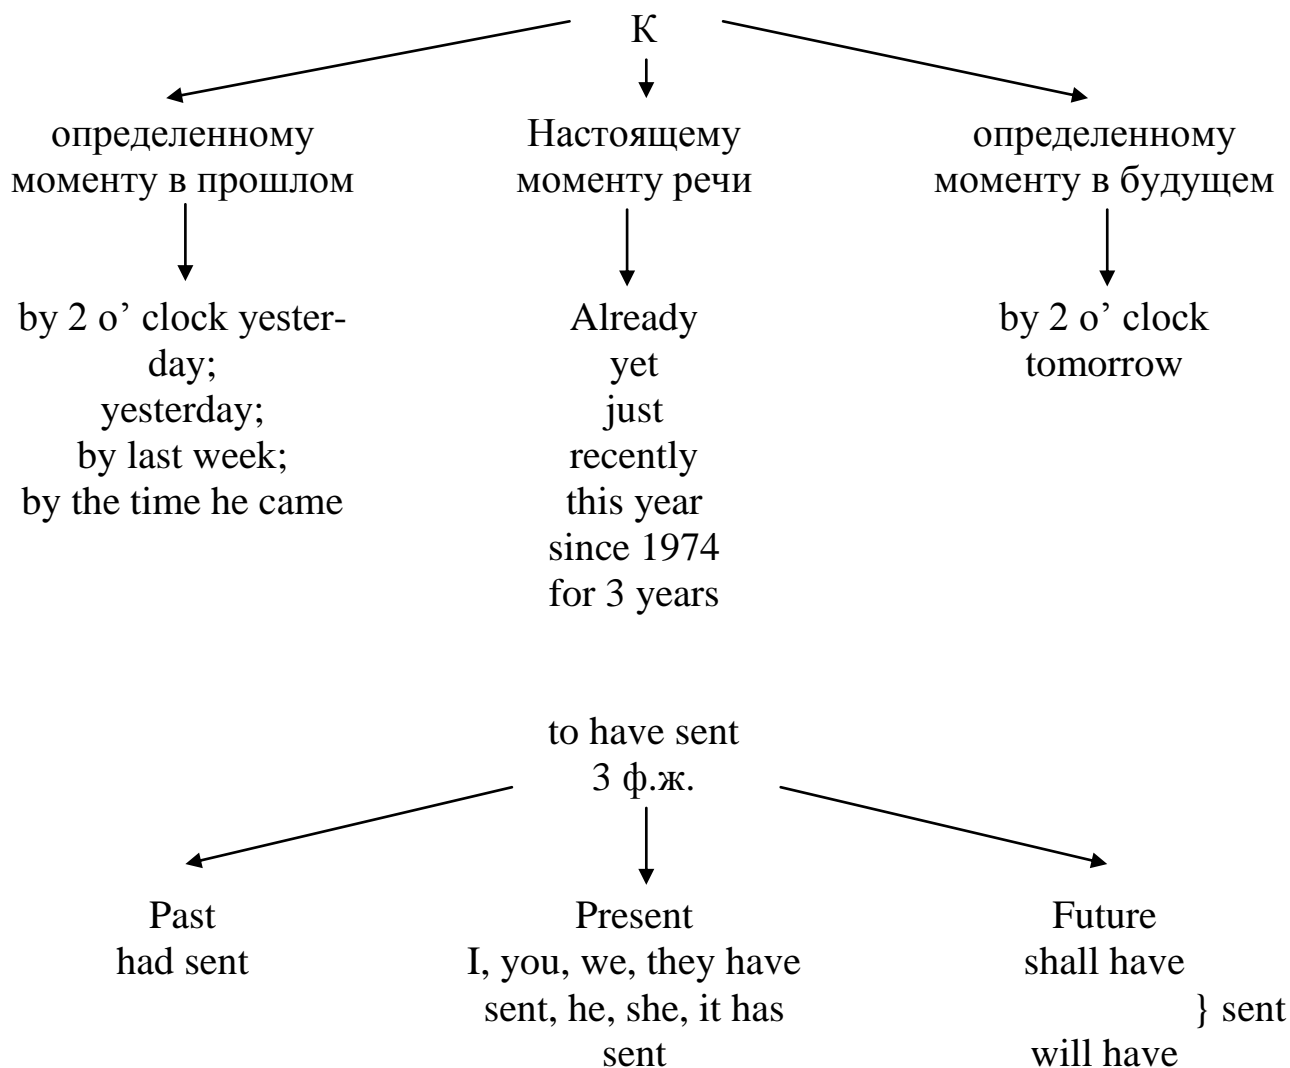 К
определенному
моменту в прошлом
Настоящему
моменту речи
определенному
моменту в будущем
by 2 o’ clock yester-
day;
yesterday;
by last week;
by the time he came
Already
yet
just
recently
this year
since 1974
for 3 years
by 2 o’ clock
tomorrow
to have sent
3 ф.ж.
Past
had sent
Present
I, you, we, they have
sent, he, she, it has
sent
Future
shall have
} sent
will have